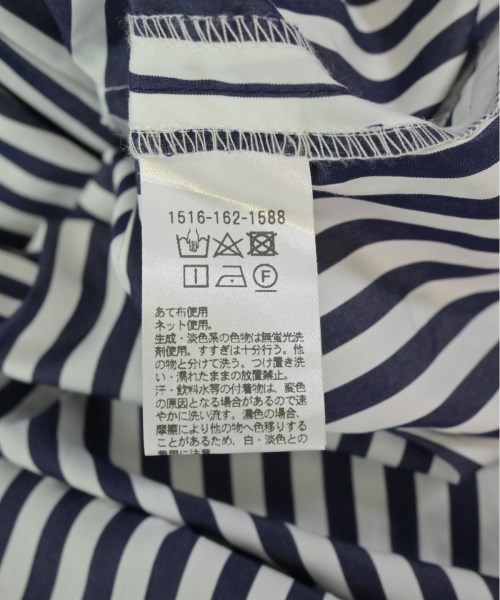 1516-162-1588
F
あて布使用
ネット使用。
生成・淡色系の色物は無蛍光洗
剤使用。すすぎは十分行う。他
の物と分けて洗う。つけ置き洗
い・濡れたままの放置禁止。
汗・飲料水等の付着物は、変色
の原因となる場合があるので速
やかに洗い流す。濃色の場合、
摩擦により他の物へ色移りする
ことがあるため、白・淡色との
着用に注意